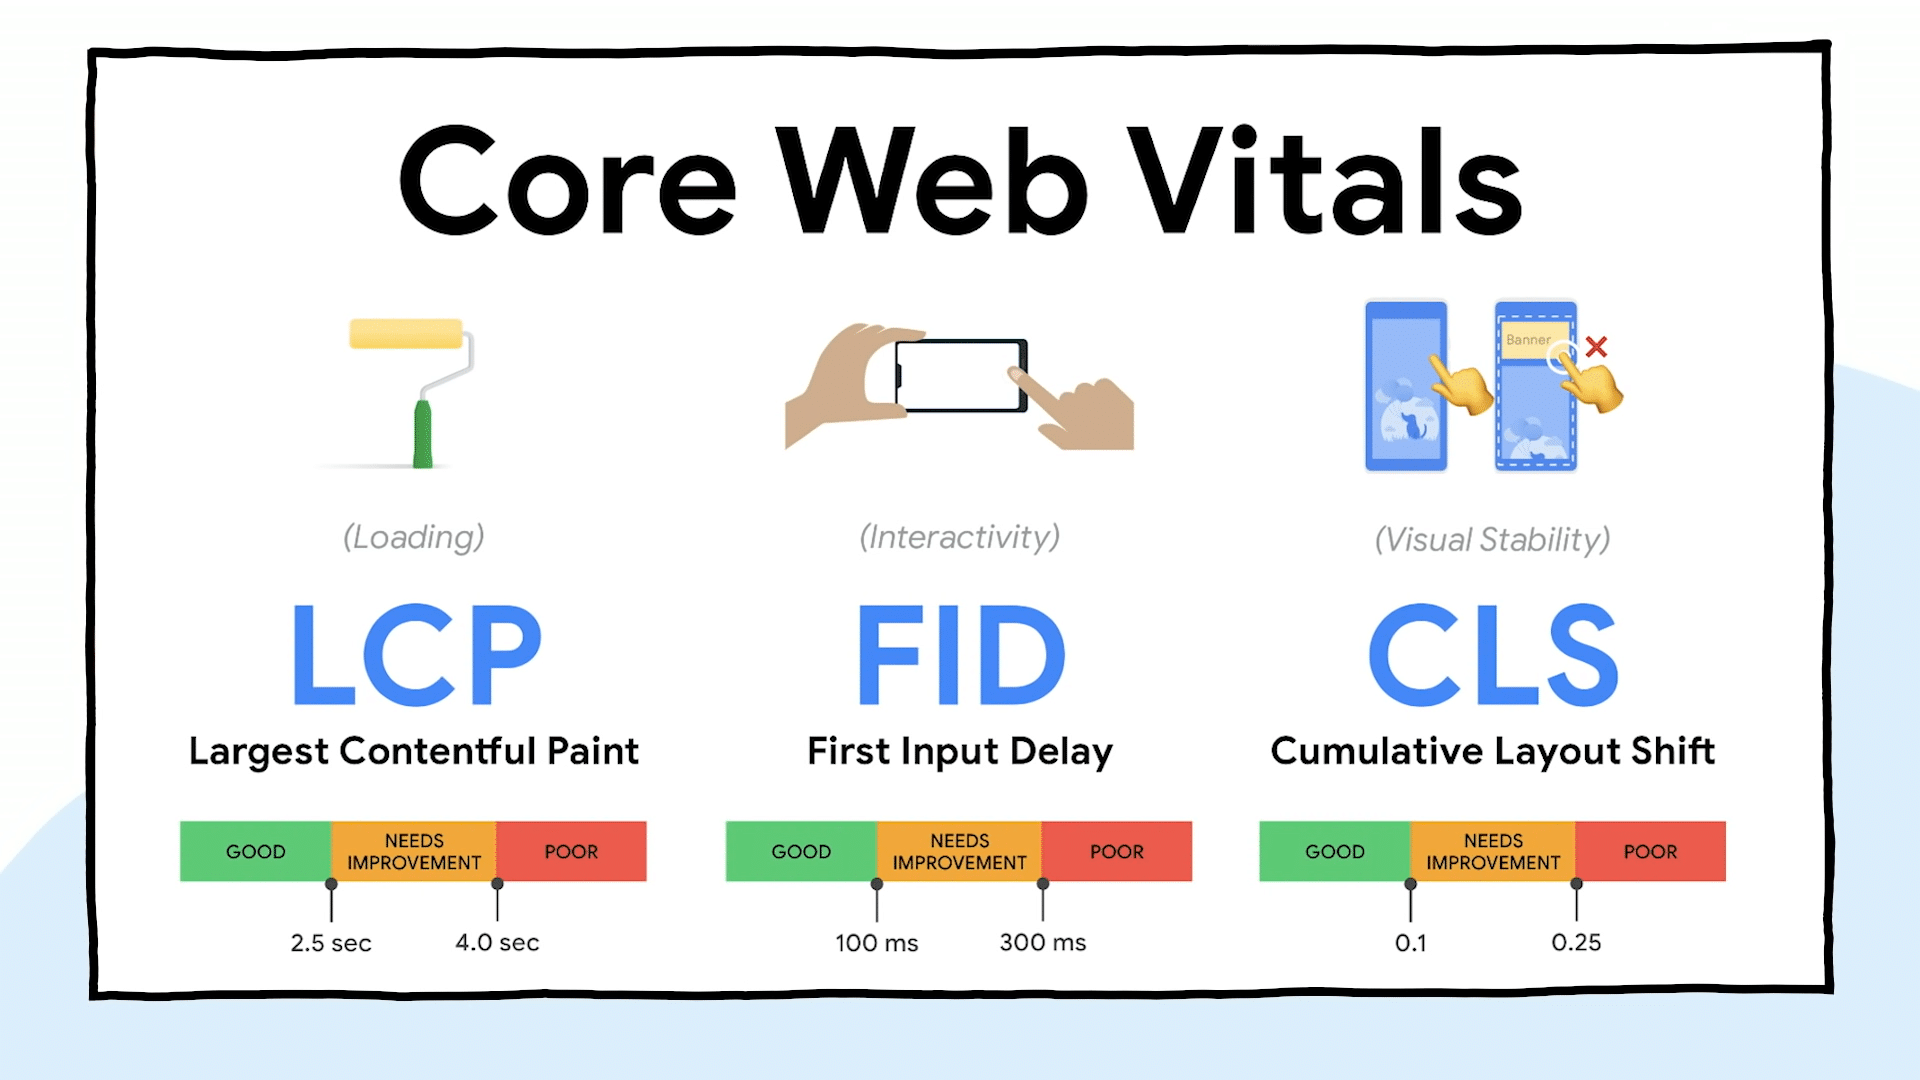 Core Web Vitals
Banner
(Loading)
(Interactivity)
(Visual Stability)
LCP
FID
CLS
Largest Contentful Paint
First Input Delay
Cumulative Layout Shift
GOOD
NEEDS
IMPROVEMENT
POOR
2.5 sec
4.0 sec
GOOD
NEEDS
IMPROVEMENT
POOR
100 ms
300 ms
GOOD
NEEDS
IMPROVEMENT
POOR
0.1
0.25